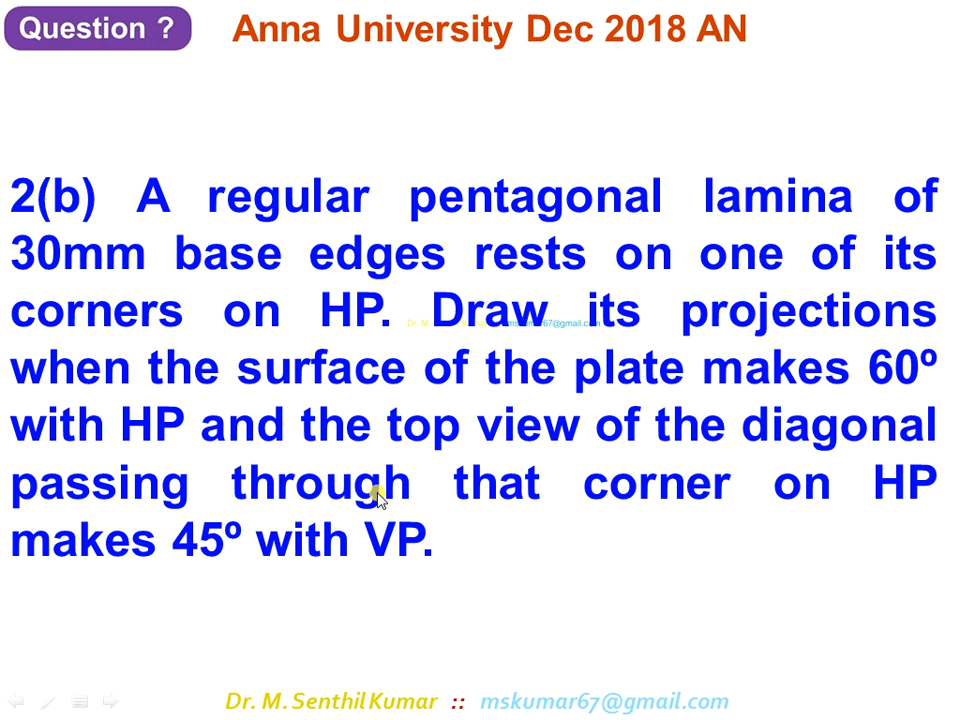 Question ?
Anna University Dec 2018 AN
2(b) A regular pentagonal lamina of
30mm base edges rests on one of its
corners on HP. Draw its projections
when the surface of the plate makes 60º
with HP and the top view of the diagonal
passing through that corner on HP
makes 45º with VP.
Dr. M. Senthil Kumar :: mskumar67@gmail.com